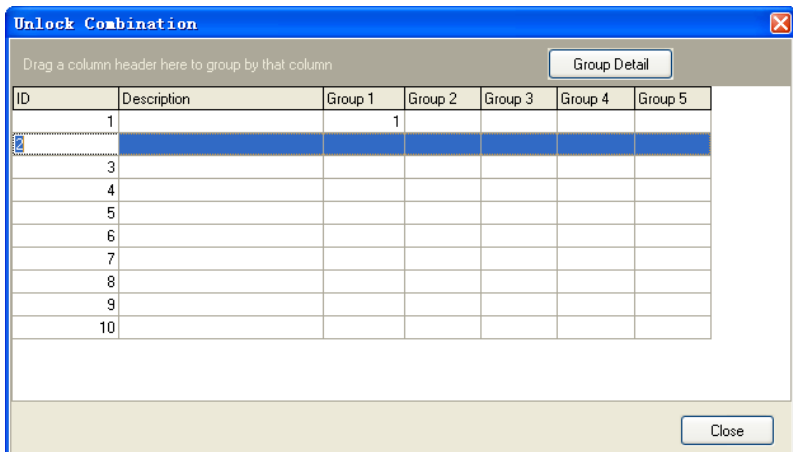 Unlock Combination
Drag a column header here to group by that column Group Detail
ID Description Group 1 Group 2 Group 3 Group 4 Group 5
1 1
2
3
4
5
6
7
8
9
10
Close